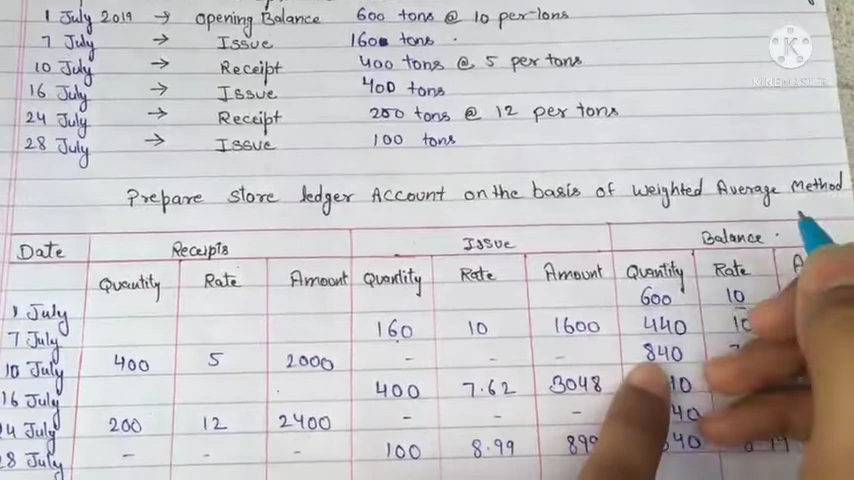 1 July 2019 → Opening Balance 600 tons @ 10 per tons
7 July → Issue 160 tons.
10 July → Receipt 400 tons @ 5 per tons
16 July → Issue 400 tons
24 July → Receipt 200 tons @ 12 per tons
28 July → Issue 100 tons
KINEMASTER
Prepare store ledger Account on the basis of weighted Average Method
Date Receipts Issue Balance.
Quantity Rate Amount Quantity Rate Amount Quantity Rate A
1 July 600 10
7 July 160 10 1600 440 10
10 July 400 5 2000 - - - 840
16 July 400 7.62 3048
24 July 200 12 2400 - - -
28 July - - - 100 8.99 899